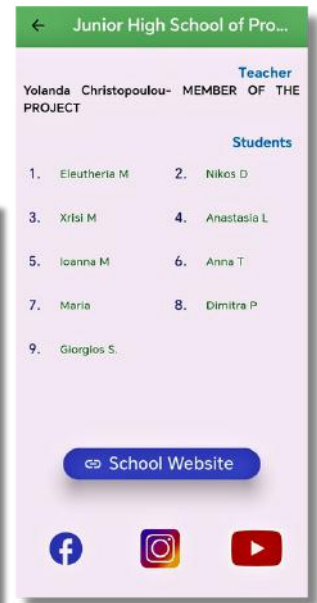 ← Junior High School of Pro...
Teacher
Yolanda Christopoulou- MEMBER OF THE
PROJECT
Students
1. Eleutheria M 2. Nikos D
3. Xrisi M 4. Anastasia L
5. Ioanna M 6. Anna T
7. Maria 8. Dimitra P
9. Giorgios S.
School Website